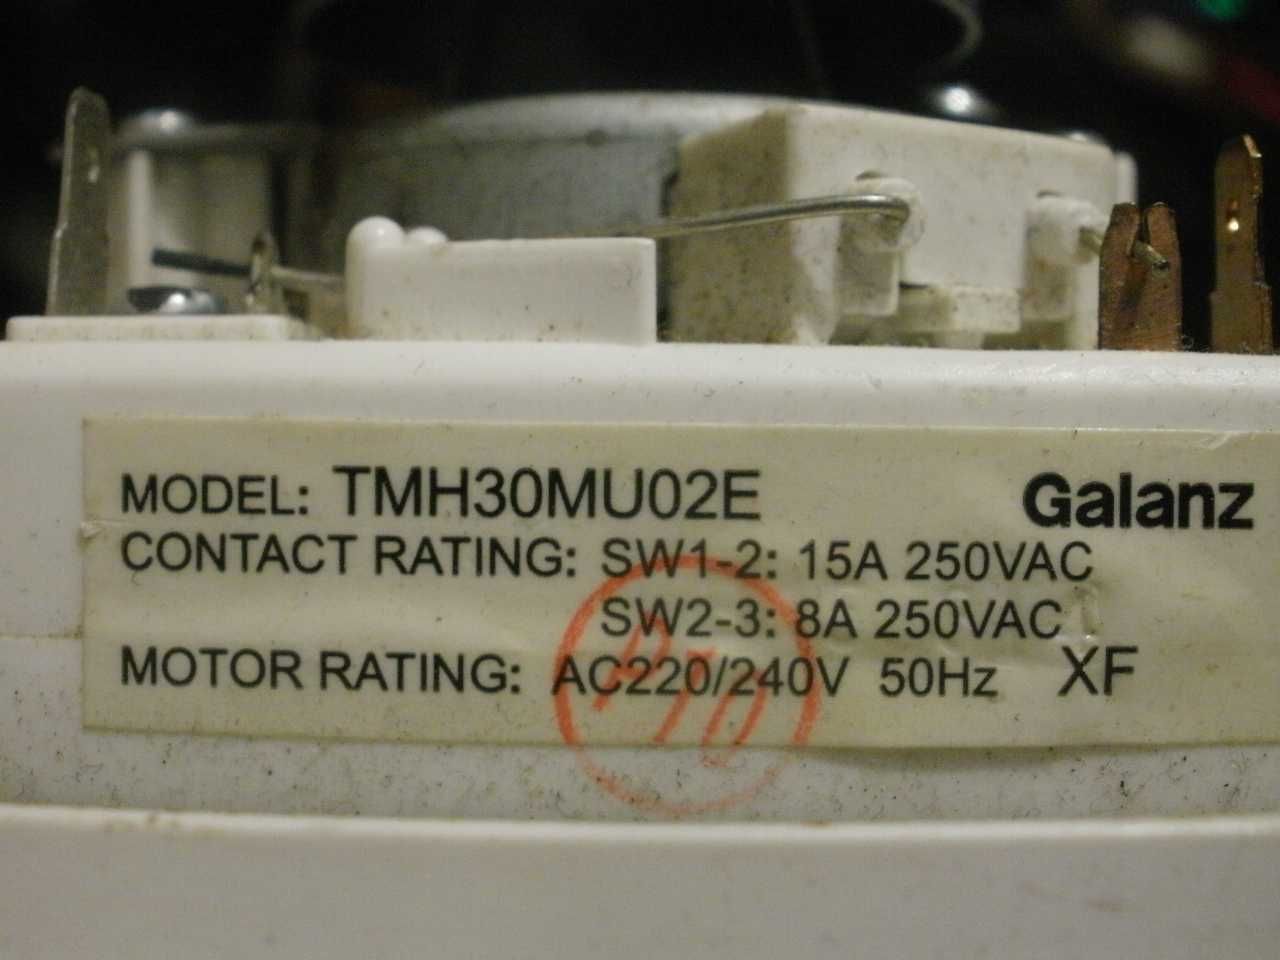 MODEL: TMH30MU02E Galanz
CONTACT RATING: SW1-2: 15A 250VAC
SW2-3: 8A 250VAC
MOTOR RATING: AC220/240V 50Hz XF